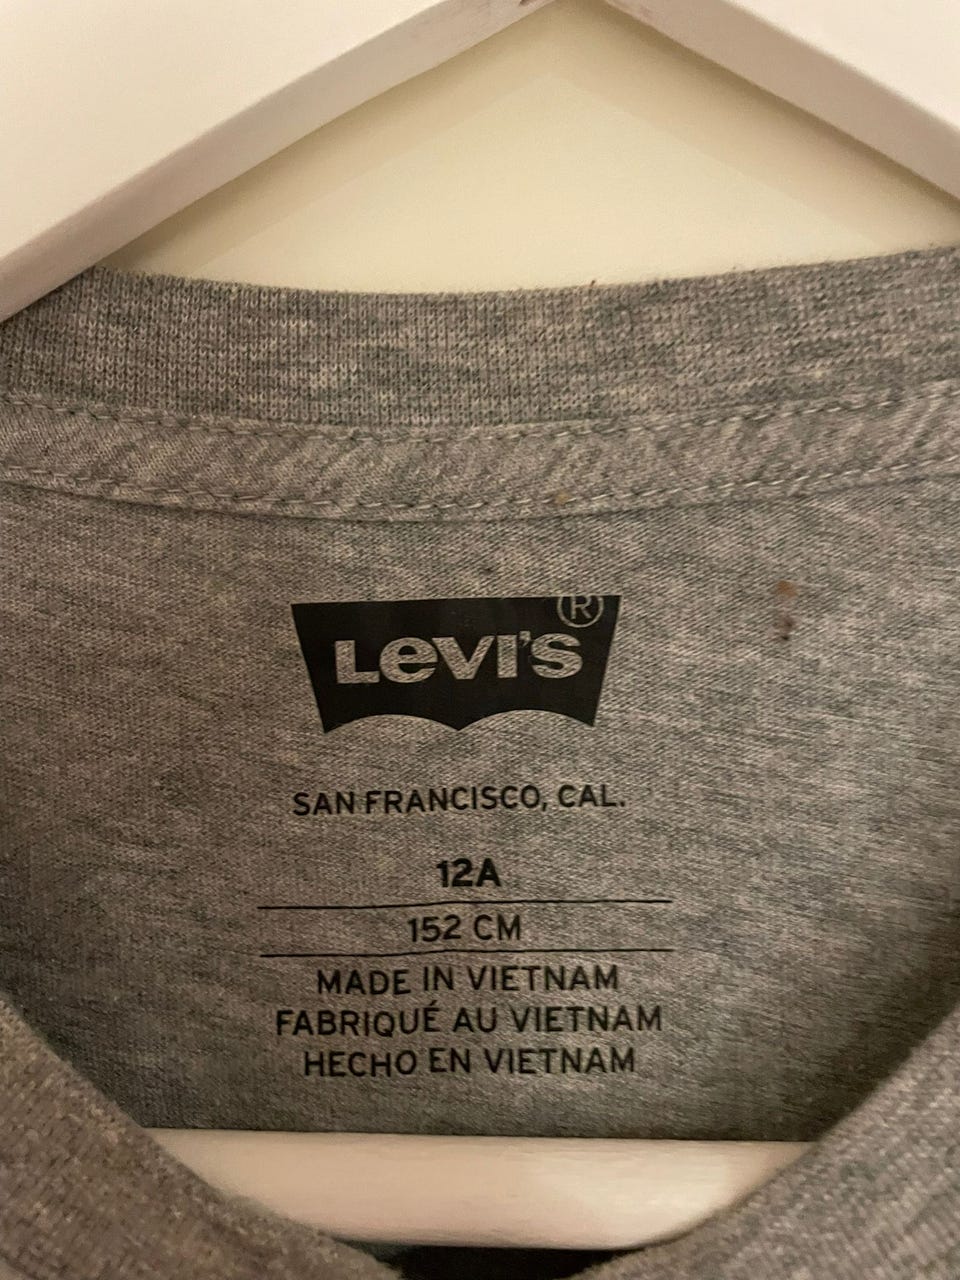 LEVI'S ®
SAN FRANCISCO, CAL.
12A
152 CM
MADE IN VIETNAM
FABRIQUÉ AU VIETNAM
HECHO EN VIETNAM